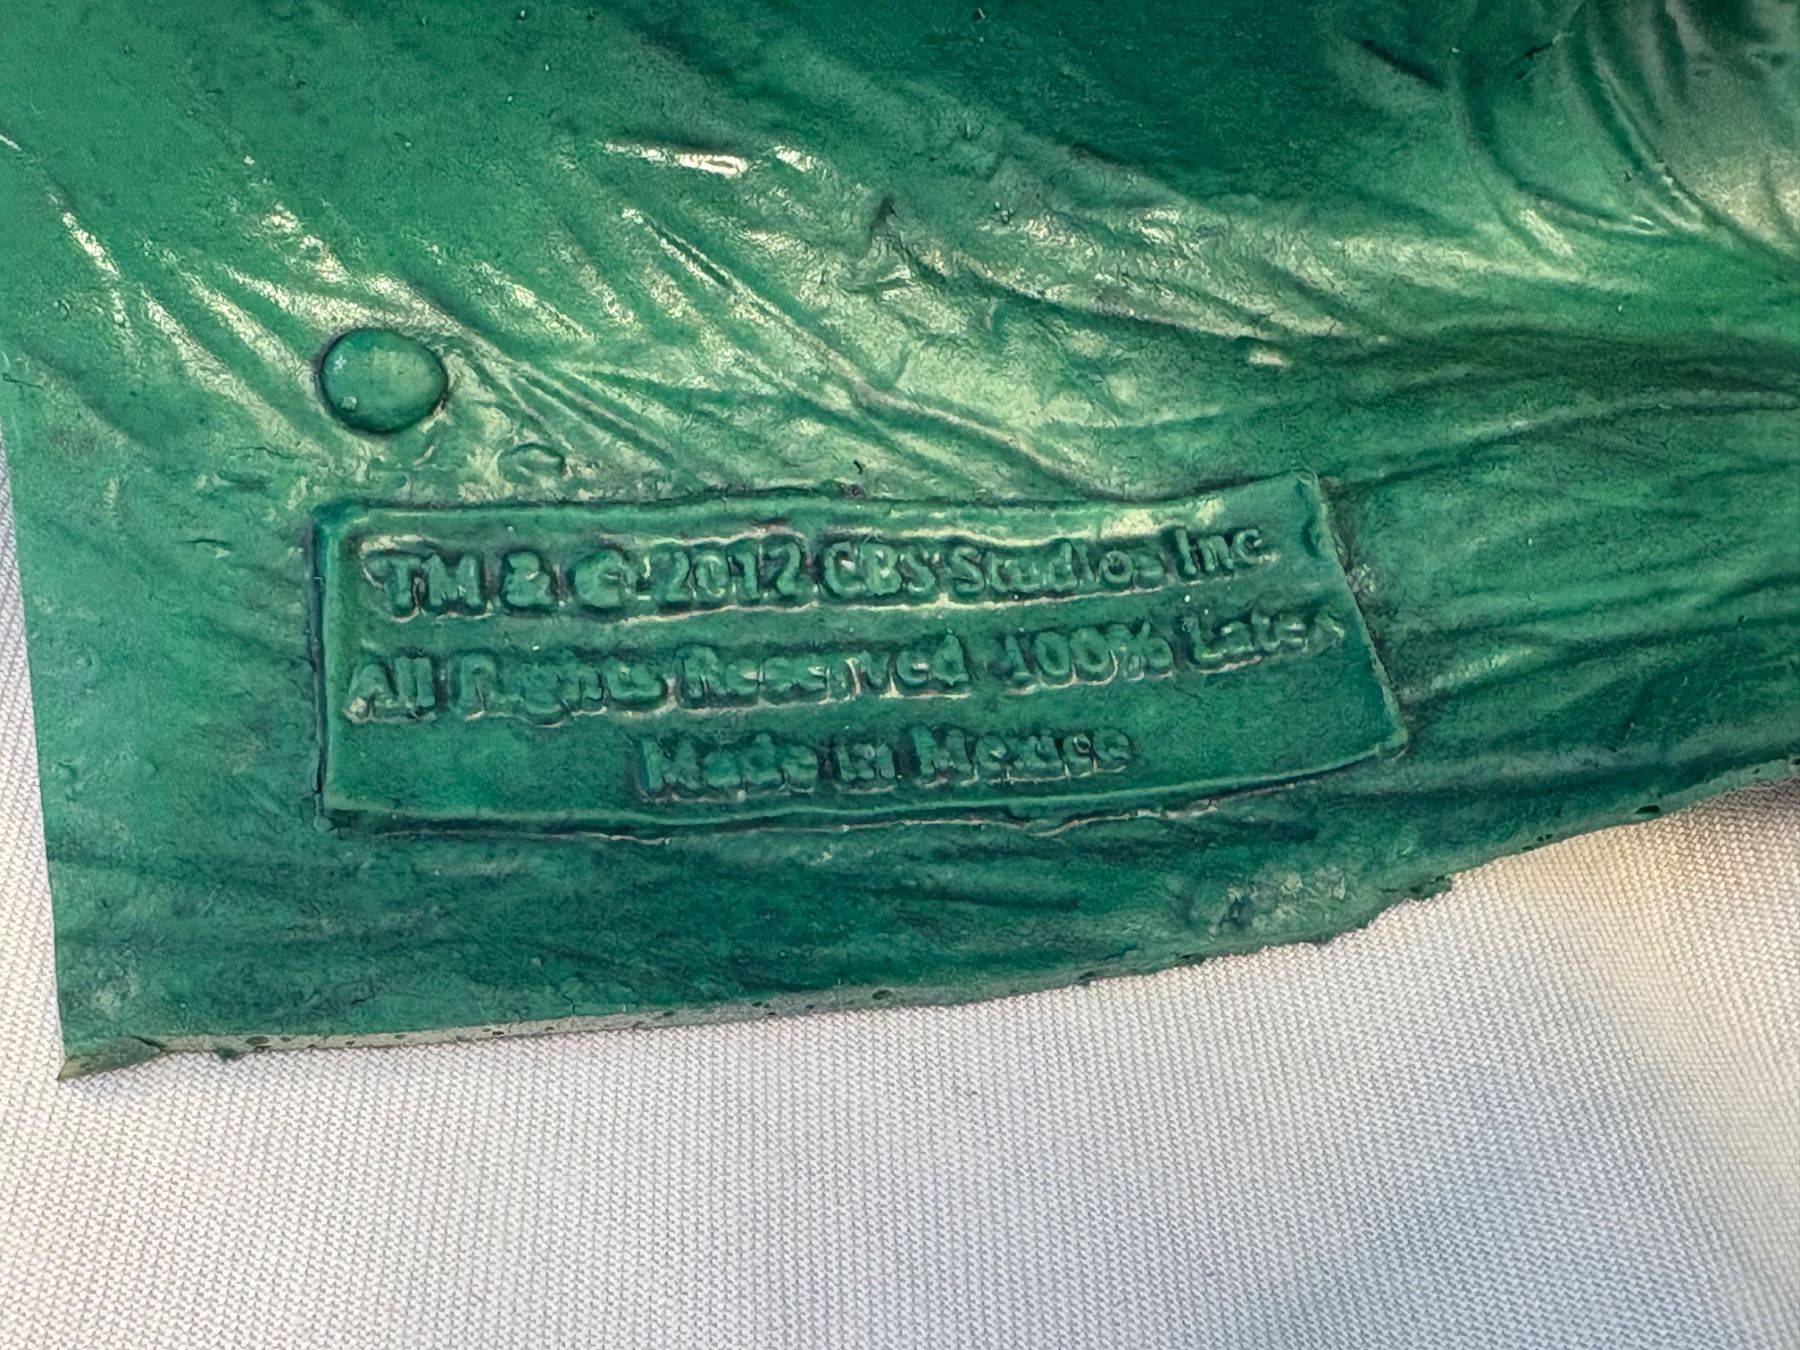 TM & © 2012 CBS Studios Inc.
All Rights Reserved 100% Latex
Made in Mexico